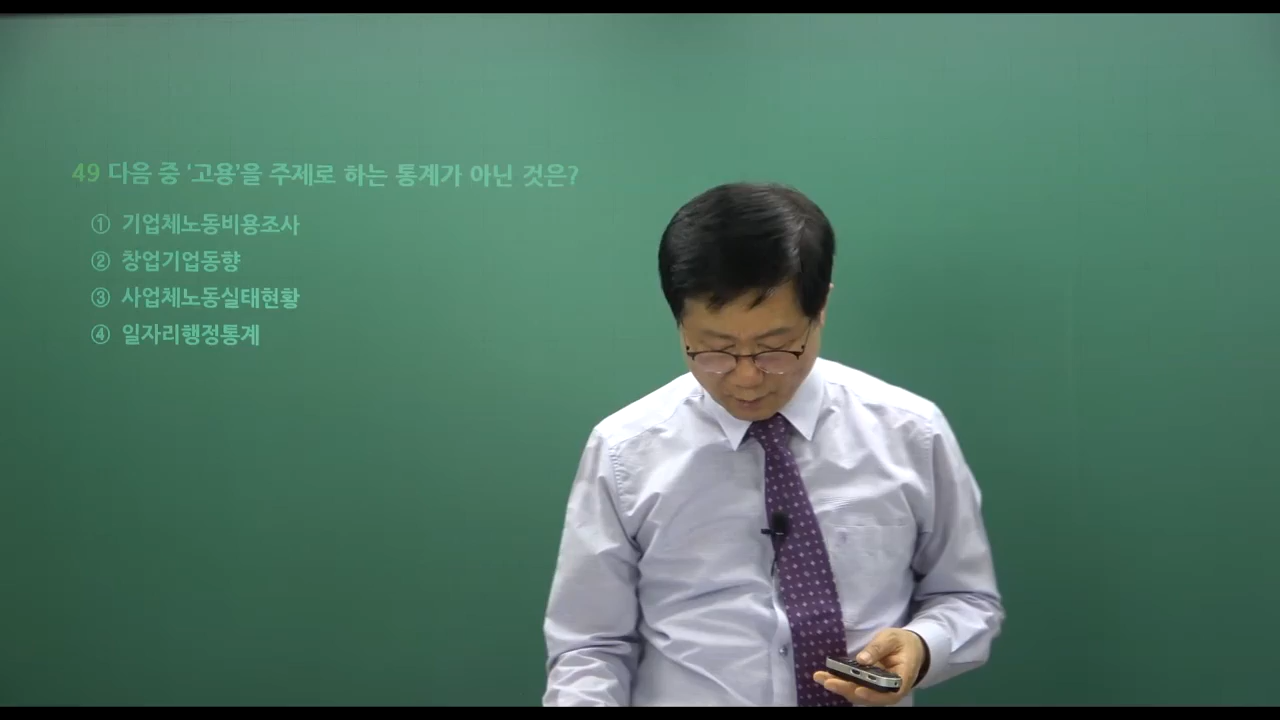 49 다음 중 '고용'을 주제로 하는 통계가 아닌 것은?
① 기업체노동비용조사
② 창업기업동향
③ 사업체노동실태현황
④ 일자리행정통계